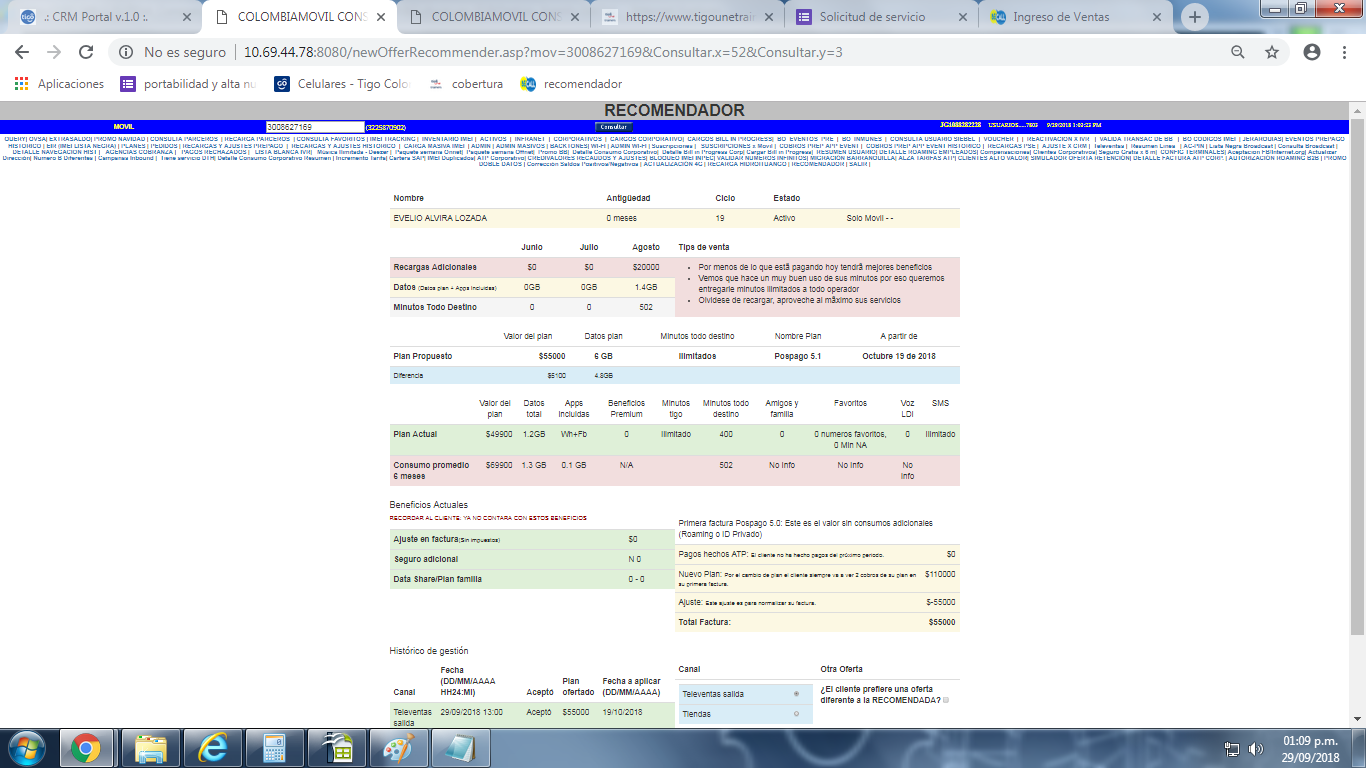 .: CRM Portal v.1.0 :.
COLOMBIAMOVIL CONS
COLOMBIAMOVIL CONS
https://www.tigounetrain
Solicitud de servicio
Ingreso de Ventas
No es seguro | 10.69.44.78:8080/newOfferRecommender.asp?mov=3008627169&Consultar.x=52&Consultar.y=3
Aplicaciones
portabilidad y alta nu
Celulares - Tigo Colo
cobertura
recomendador
RECOMENDADOR
MOVIL 3008627169 (3225870902) Consultar JG1088282228 USUARIOS.....7803 9/29/2018 1:09:23 PM
Nombre Antigüedad Ciclo Estado
EVELIO ALVIRA LOZADA 0 meses 19 Activo Solo Movil - -
Junio Julio Agosto Tips de venta
Recargas Adicionales $0 $0 $20000
Datos (Datos plan + Apps incluidas) 0GB 0GB 1.4GB
Minutos Todo Destino 0 0 502
Por menos de lo que está pagando hoy tendrá mejores beneficios
Vemos que hace un muy buen uso de sus minutos por eso queremos
entregarle minutos ilimitados a todo operador
Olvidese de recargar, aproveche al máximo sus servicios
Valor del plan Datos plan Minutos todo destino Nombre Plan A partir de
Plan Propuesto $55000 6 GB Ilimitados Pospago 5.1 Octubre 19 de 2018
Diferencia $5100 4.8GB
Valor del plan Datos total Apps incluidas Beneficios Premium Minutos tigo Minutos todo destino Amigos y familia Favoritos Voz LDI SMS
Plan Actual $49900 1.2GB Wh+Fb 0 Ilimitado 400 0 0 numeros favoritos, 0 Min NA 0 Ilimitado
Consumo promedio 6 meses $69900 1.3 GB 0.1 GB N/A 502 No Info No Info No Info
Beneficios Actuales
RECORDAR AL CLIENTE: YA NO CONTARA CON ESTOS BENEFICIOS
Ajuste en factura(Sin impuestos) $0
Seguro adicional N 0
Data Share/Plan familia 0 - 0
Primera factura Pospago 5.0: Este es el valor sin consumos adicionales
(Roaming o ID Privado)
Pagos hechos ATP: El cliente no ha hecho pagos del próximo periodo. $0
Nuevo Plan: Por el cambio de plan el cliente siempre va a ver 2 cobros de su plan en $110000
su primera factura.
Ajuste: Este ajuste es para normalizar su factura. $-55000
Total Factura: $55000
Histórico de gestión
Canal Fecha (DD/MM/AAAA HH24:MI) Aceptó Plan ofertado Fecha a aplicar (DD/MM/AAAA)
Televentas salida 29/09/2018 13:00 Aceptó $55000 19/10/2018
Canal Otra Oferta
Televentas salida
Tiendas
¿El cliente prefiere una oferta
diferente a la RECOMENDADA?
01:09 p.m.
29/09/2018